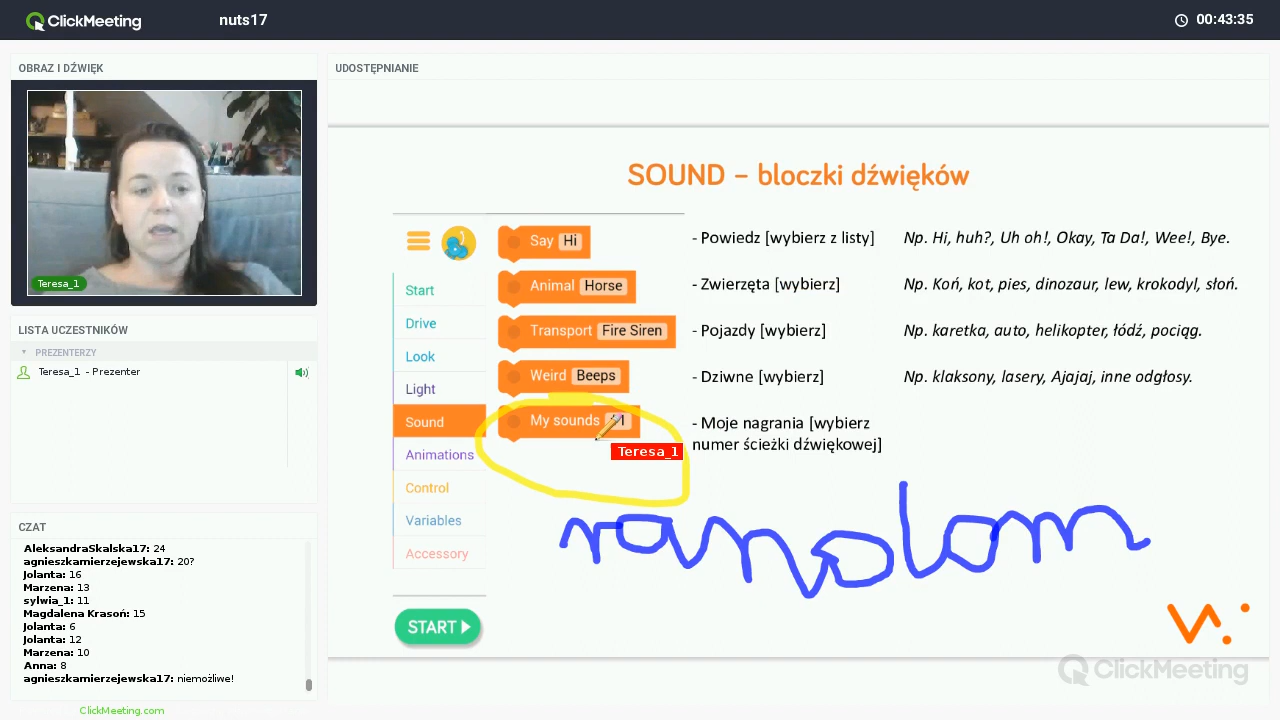 ClickMeeting
nuts17
00:43:35
OBRAZ I DŹWIĘK
Teresa_1
LISTA UCZESTNIKÓW
PREZENTERZY
Teresa_1 - Prezenter
CZAT
AleksandraSkalska17: 24
agnieszkamierzejewska17: 20?
Jolanta: 16
Marzena: 13
sylwia_1: 11
Magdalena Krasoń: 15
Jolanta: 6
Jolanta: 12
Marzena: 10
Anna: 8
agnieszkamierzejewska17: niemożliwe!
ClickMeeting.com
UDOSTĘPNIANIE
SOUND – bloczki dźwięków
Start
Drive
Look
Light
Sound
Animations
Control
Variables
Accessory
START
Say Hi - Powiedz [wybierz z listy] Np. Hi, huh?, Uh oh!, Okay, Ta Da!, Wee!, Bye.
Animal Horse - Zwierzęta [wybierz] Np. Koń, kot, pies, dinozaur, lew, krokodyl, słoń.
Transport Fire Siren - Pojazdy [wybierz] Np. karetka, auto, helikopter, łódź, pociąg.
Weird Beeps - Dziwne [wybierz] Np. klaksony, lasery, Ajajaj, inne odgłosy.
My sounds - Moje nagrania [wybierz
numer ścieżki dźwiękowej]
Teresa_1
random
ClickMeeting